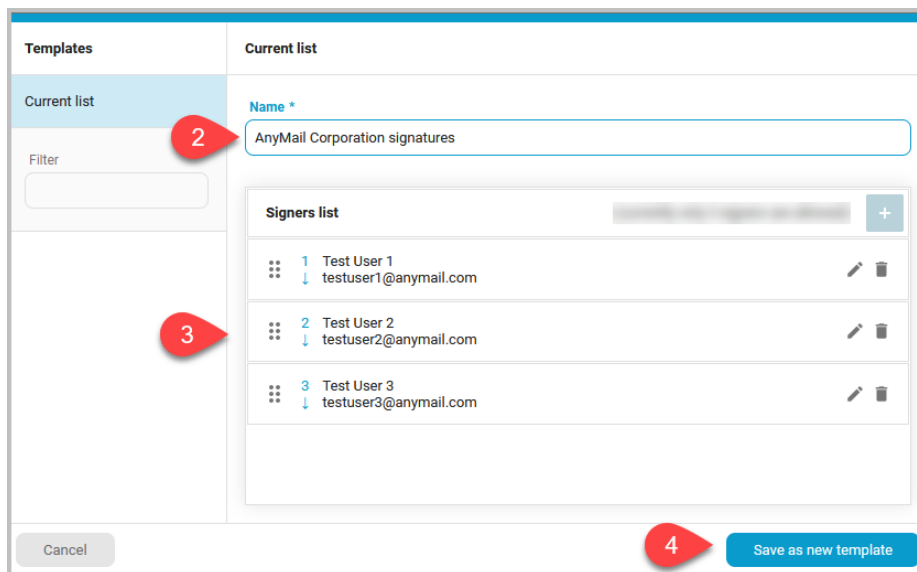 Templates
Current list
Current list
Name *
2
AnyMail Corporation signatures
Filter
Signers list
+
1 Test User 1
↓ testuser1@anymail.com
2 Test User 2
↓ testuser2@anymail.com
3
3 Test User 3
↓ testuser3@anymail.com
Cancel
4
Save as new template